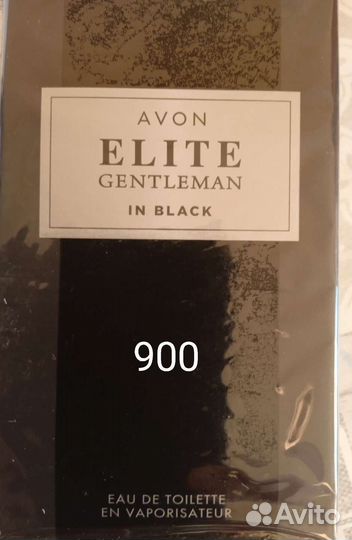 AVON
ELITE
GENTLEMAN
IN BLACK
900
EAU DE TOILETTE
EN VAPORISATEUR
Avito